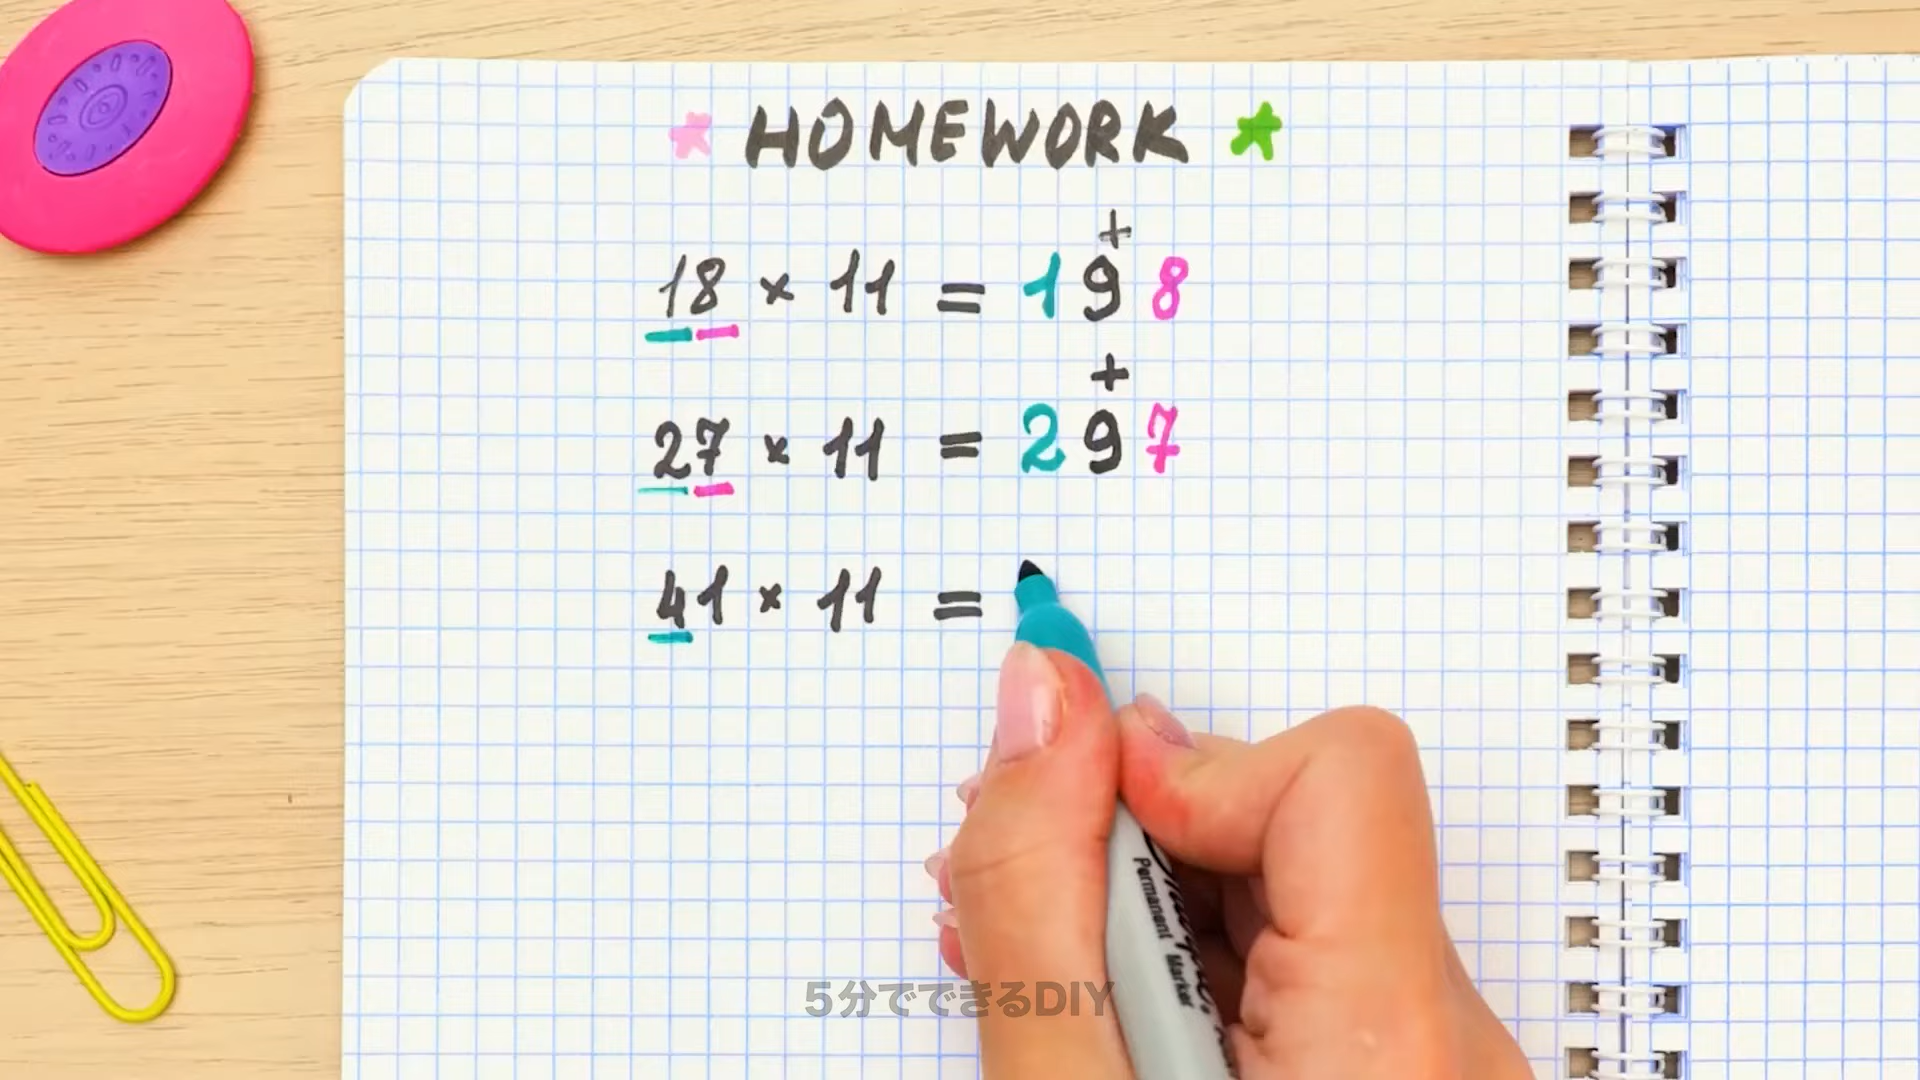 HOMEWORK
+
18 × 11 = 198
+
27 × 11 = 297
41 × 11 =
Permanent Marker
5分でできるDIY